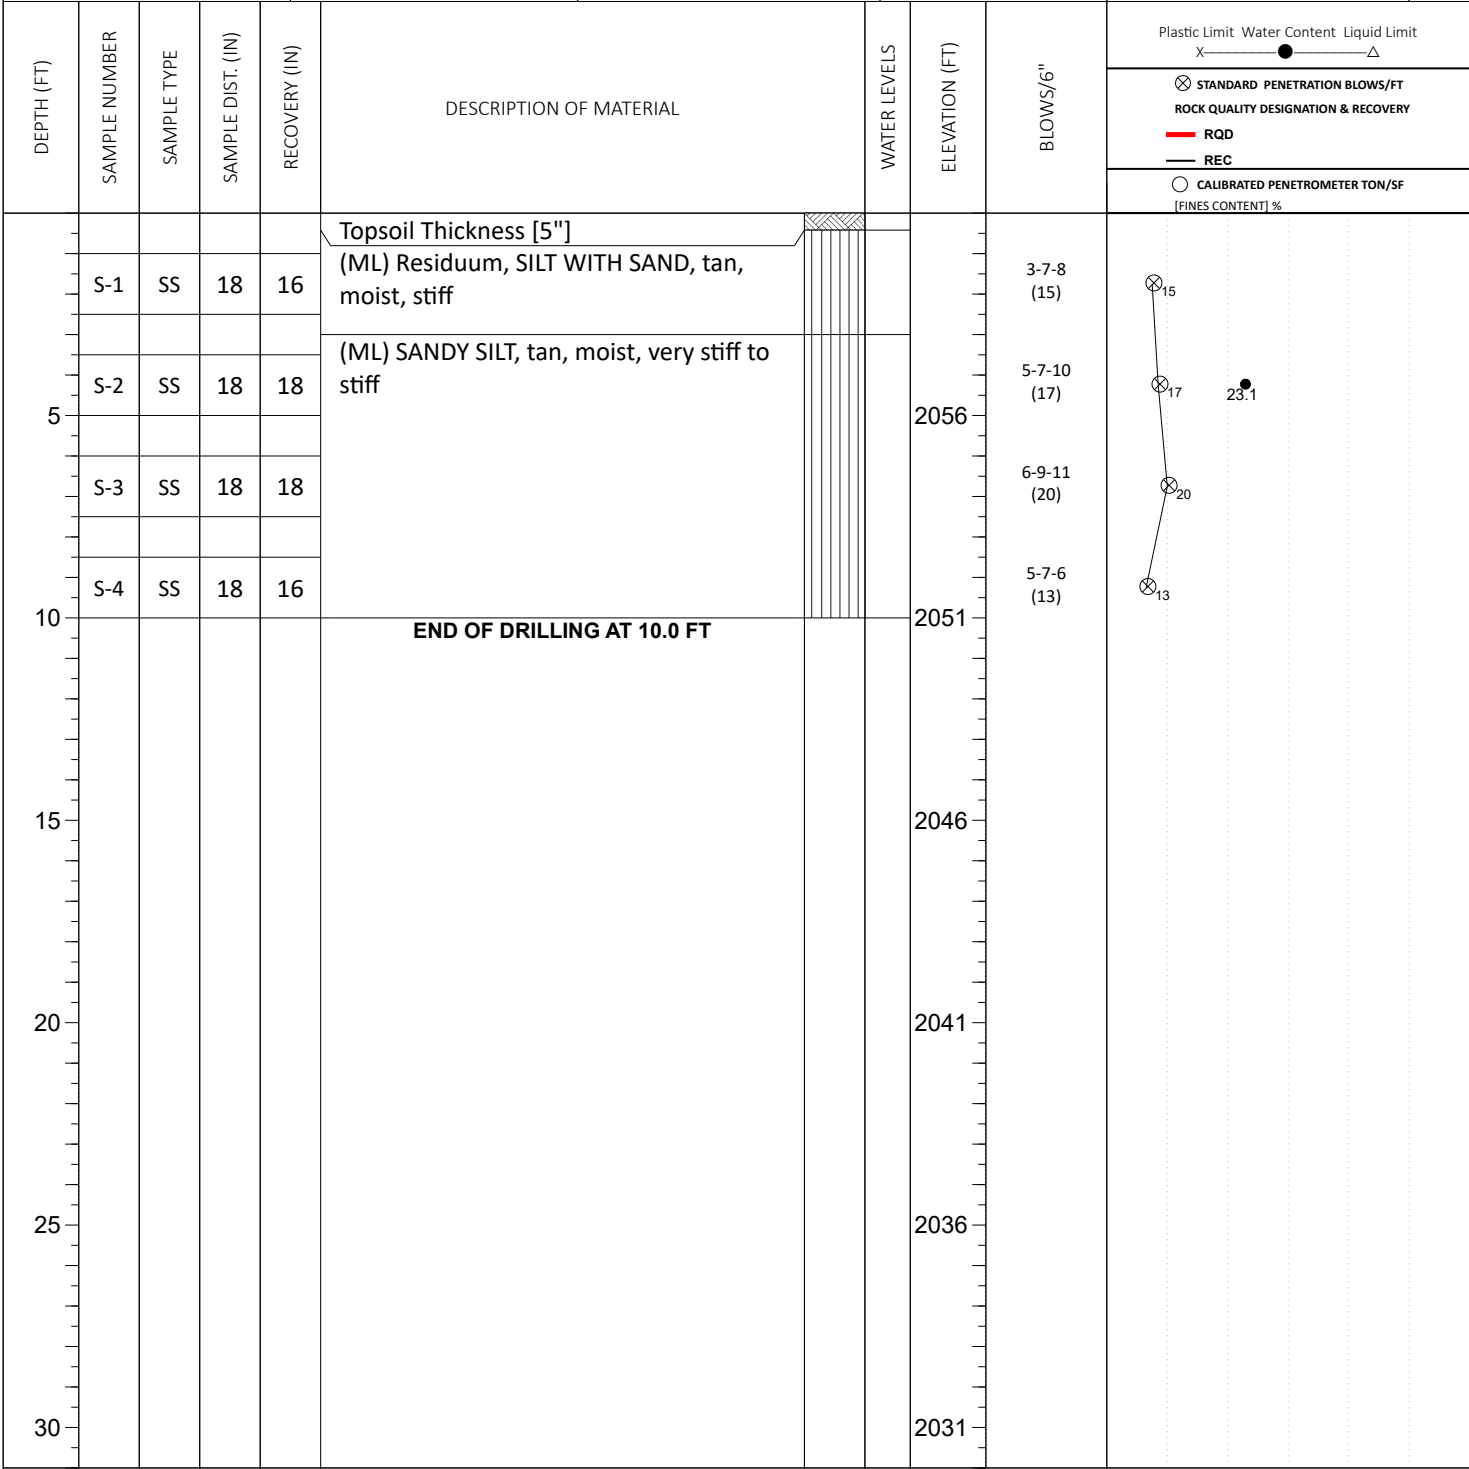 DEPTH (FT)
SAMPLE NUMBER
SAMPLE TYPE
SAMPLE DIST. (IN)
RECOVERY (IN)
DESCRIPTION OF MATERIAL
WATER LEVELS
ELEVATION (FT)
BLOWS/6"
Plastic Limit Water Content Liquid Limit
X
STANDARD PENETRATION BLOWS/FT
ROCK QUALITY DESIGNATION & RECOVERY
RQD
REC
CALIBRATED PENETROMETER TON/SF
[FINES CONTENT] %
Topsoil Thickness [5"]
(ML) Residuum, SILT WITH SAND, tan,
moist, stiff
S-1 SS 18 16
3-7-8
(15)
15
(ML) SANDY SILT, tan, moist, very stiff to
stiff
S-2 SS 18 18
5-7-10
(17)
17
23.1
5
2056
S-3 SS 18 18
6-9-11
(20)
20
S-4 SS 18 16
5-7-6
(13)
13
10
2051
END OF DRILLING AT 10.0 FT
15
2046
20
2041
25
2036
30
2031